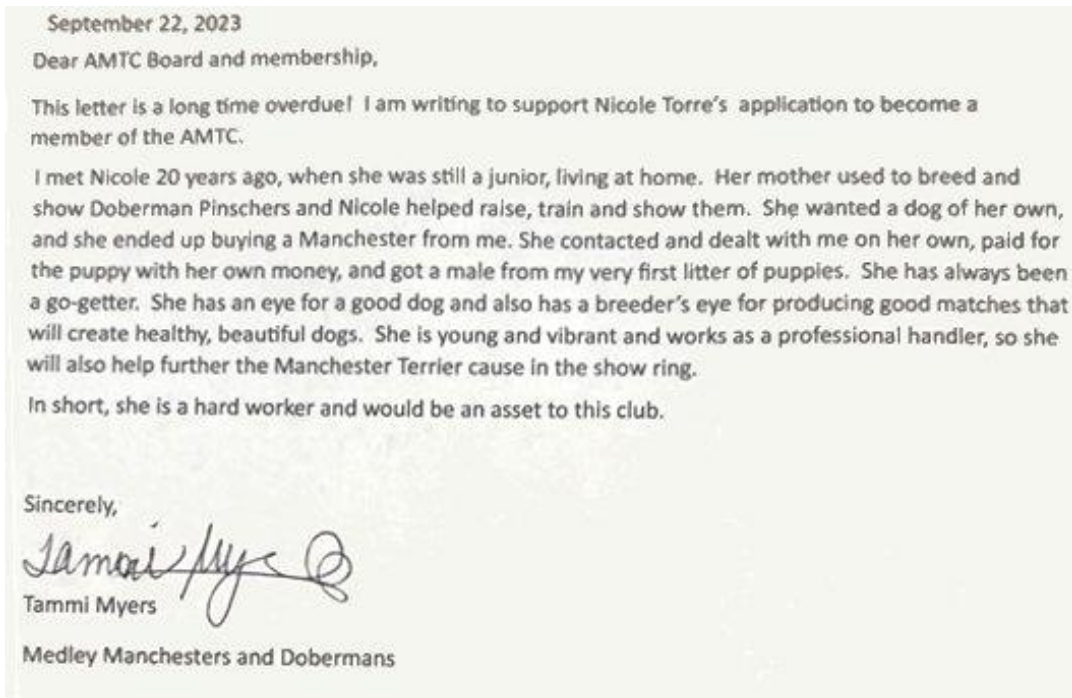 September 22, 2023
Dear AMTC Board and membership,
This letter is a long time overdue! I am writing to support Nicole Torre's application to become a
member of the AMTC.
I met Nicole 20 years ago, when she was still a junior, living at home. Her mother used to breed and
show Doberman Pinschers and Nicole helped raise, train and show them. She wanted a dog of her own,
and she ended up buying a Manchester from me. She contacted and dealt with me on her own, paid for
the puppy with her own money, and got a male from my very first litter of puppies. She has always been
a go-getter. She has an eye for a good dog and also has a breeder's eye for producing good matches that
will create healthy, beautiful dogs. She is young and vibrant and works as a professional handler, so she
will also help further the Manchester Terrier cause in the show ring.
In short, she is a hard worker and would be an asset to this club.
Sincerely,
Tammi Myers
Tammi Myers
Medley Manchesters and Dobermans